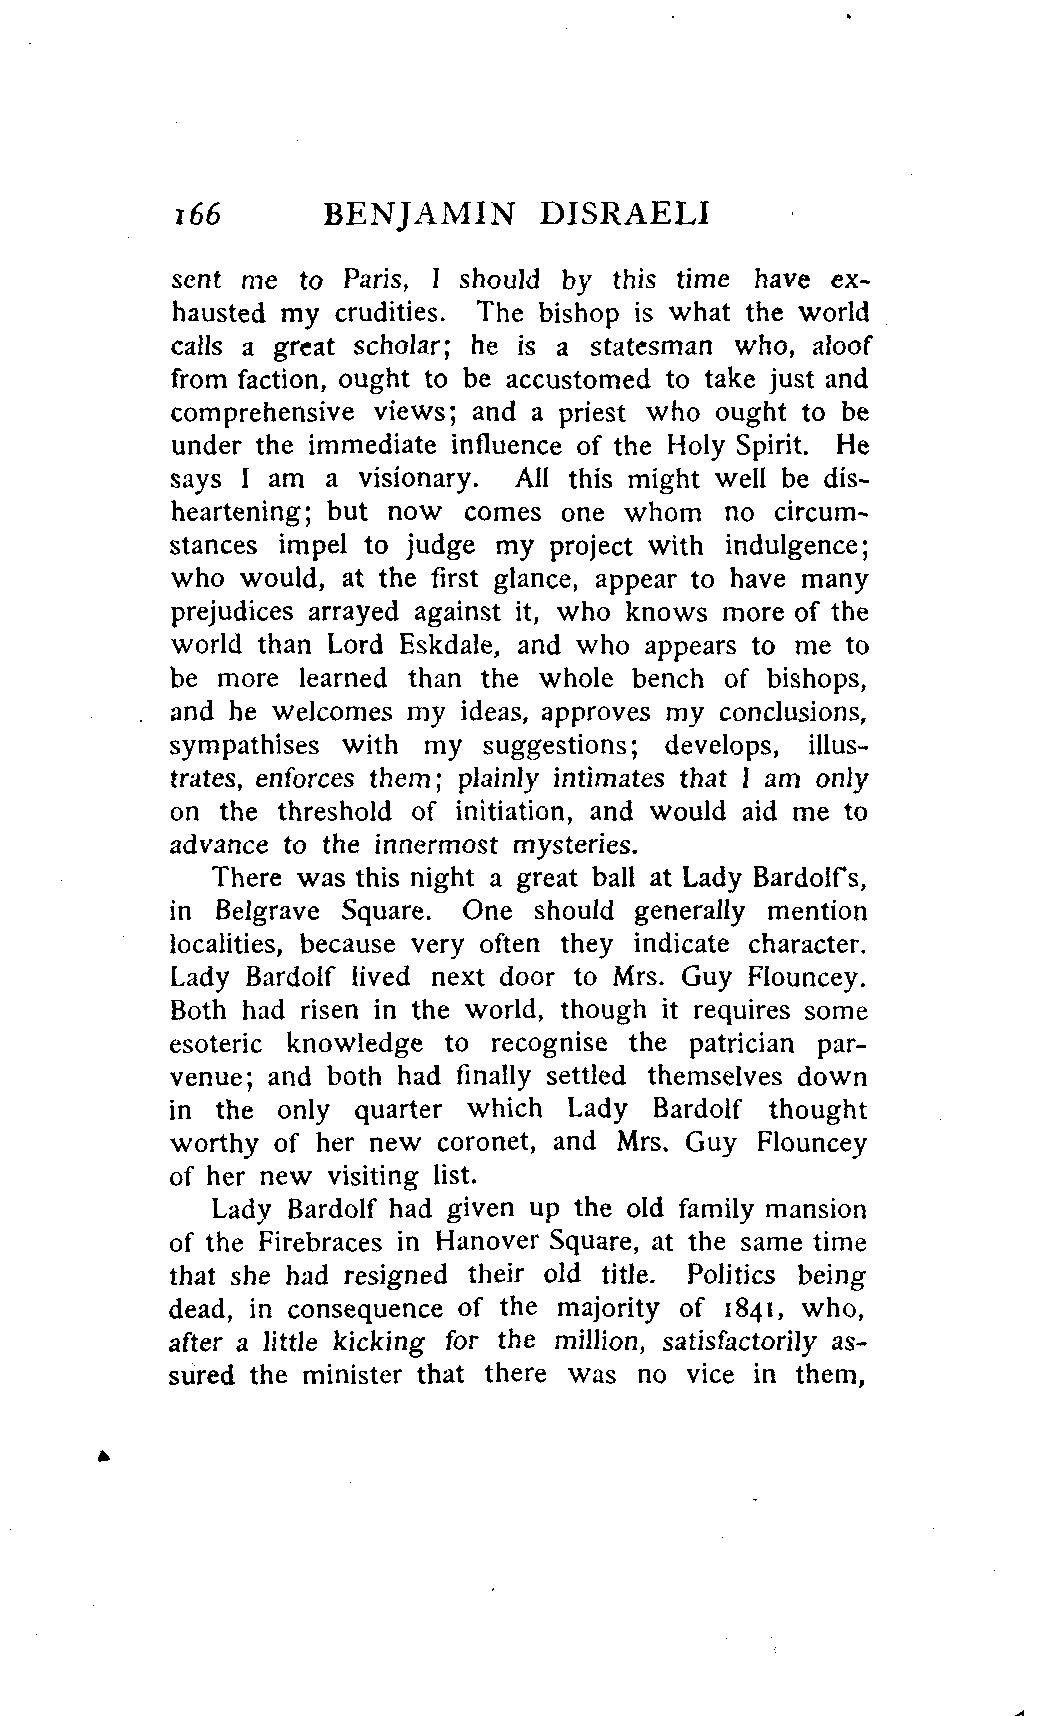 166 BENJAMIN DISRAELI
sent me to Paris, I should by this time have ex-
hausted my crudities. The bishop is what the world
calls a great scholar; he is a statesman who, aloof
from faction, ought to be accustomed to take just and
comprehensive views; and a priest who ought to be
under the immediate influence of the Holy Spirit. He
says I am a visionary. All this might well be dis-
heartening; but now comes one whom no circum-
stances impel to judge my project with indulgence;
who would, at the first glance, appear to have many
prejudices arrayed against it, who knows more of the
world than Lord Eskdale, and who appears to me to
be more learned than the whole bench of bishops,
and he welcomes my ideas, approves my conclusions,
sympathises with my suggestions; develops, illus-
trates, enforces them; plainly intimates that I am only
on the threshold of initiation, and would aid me to
advance to the innermost mysteries.
There was this night a great ball at Lady Bardolf's,
in Belgrave Square. One should generally mention
localities, because very often they indicate character.
Lady Bardolf lived next door to Mrs. Guy Flouncey.
Both had risen in the world, though it requires some
esoteric knowledge to recognise the patrician par-
venue; and both had finally settled themselves down
in the only quarter which Lady Bardolf thought
worthy of her new coronet, and Mrs. Guy Flouncey
of her new visiting list.
Lady Bardolf had given up the old family mansion
of the Firebraces in Hanover Square, at the same time
that she had resigned their old title. Politics being
dead, in consequence of the majority of 1841, who,
after a little kicking for the million, satisfactorily as-
sured the minister that there was no vice in them,